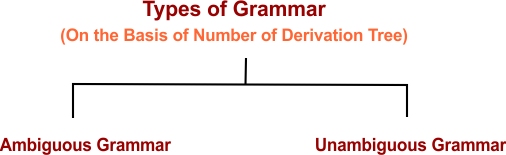 Types of Grammar
(On the Basis of Number of Derivation Tree)
Ambiguous Grammar
Unambiguous Grammar